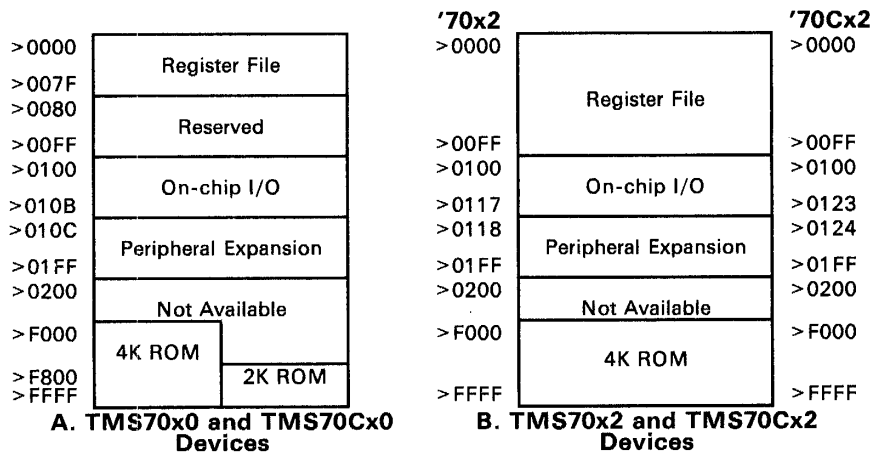 '70x2
'70Cx2
>0000
Register File
>007F
>0080
Reserved
>00FF
>0100
On-chip I/O
>010B
>010C
Peripheral Expansion
>01FF
>0200
Not Available
>F000
4K ROM
>F800
2K ROM
>FFFF
A. TMS70x0 and TMS70Cx0
Devices
>0000
>0000
Register File
>00FF
>00FF
>0100
>0100
On-chip I/O
>0117
>0123
>0118
>0124
Peripheral Expansion
>01FF
>01FF
>0200
>0200
Not Available
>F000
>F000
4K ROM
>FFFF
>FFFF
B. TMS70x2 and TMS70Cx2
Devices